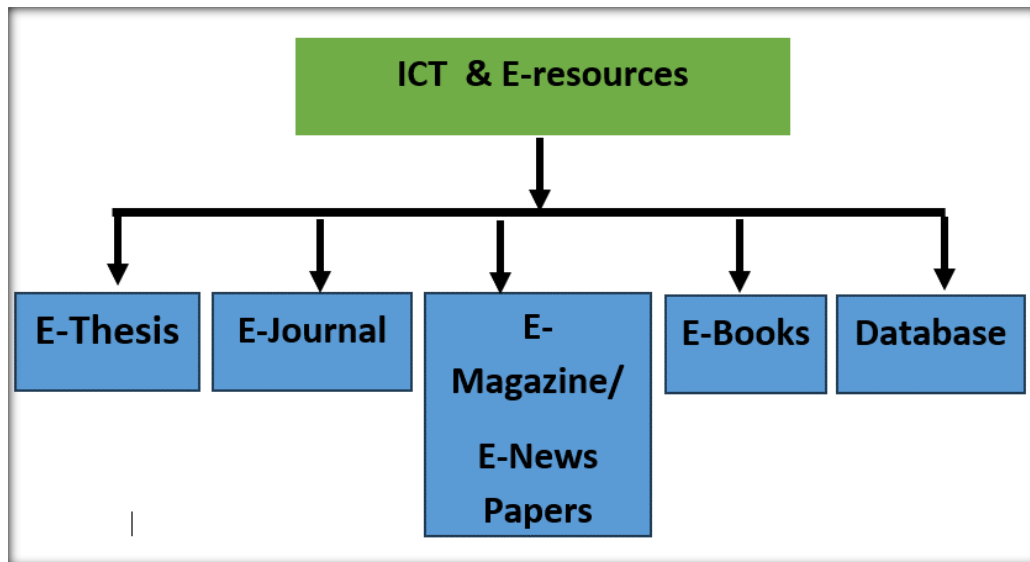 ICT & E-resources
E-Thesis
E-Journal
E-
Magazine/
E-News
Papers
E-Books
Database